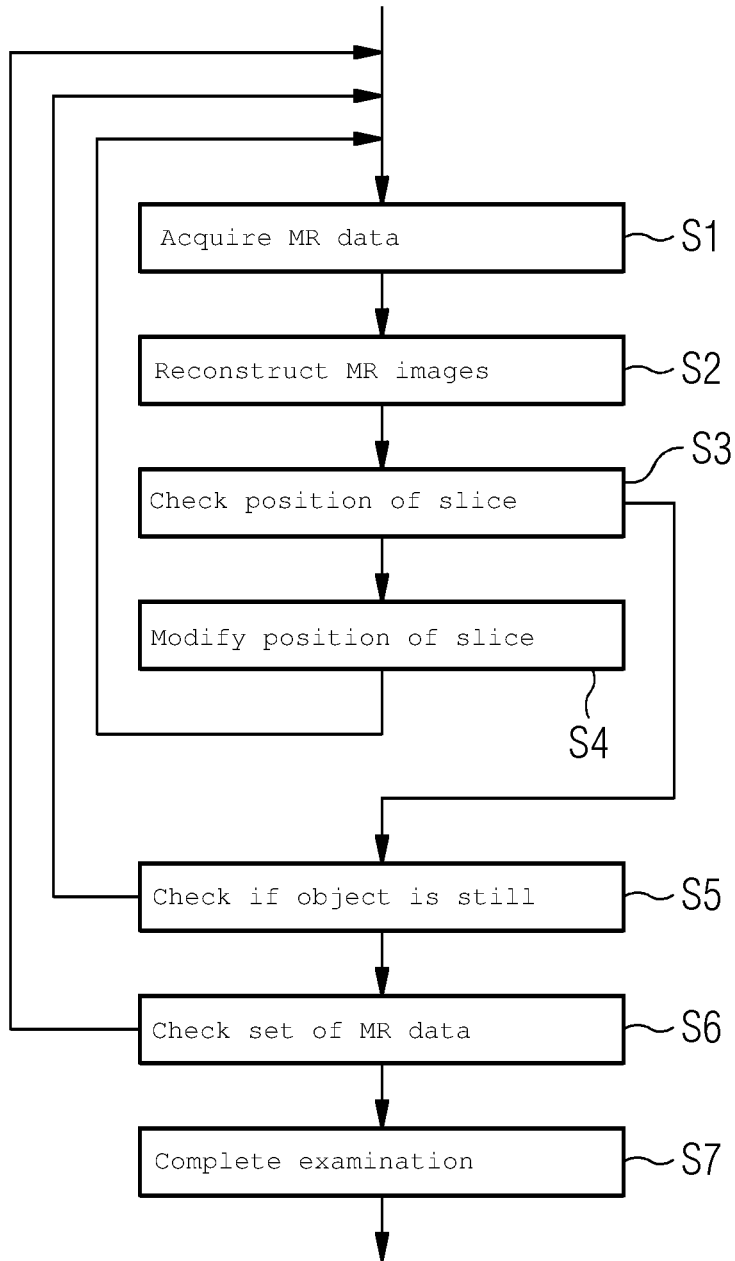 Acquire MR data
S1
Reconstruct MR images
S2
S3
Check position of slice
Modify position of slice
S4
Check if object is still
S5
Check set of MR data
S6
Complete examination
S7